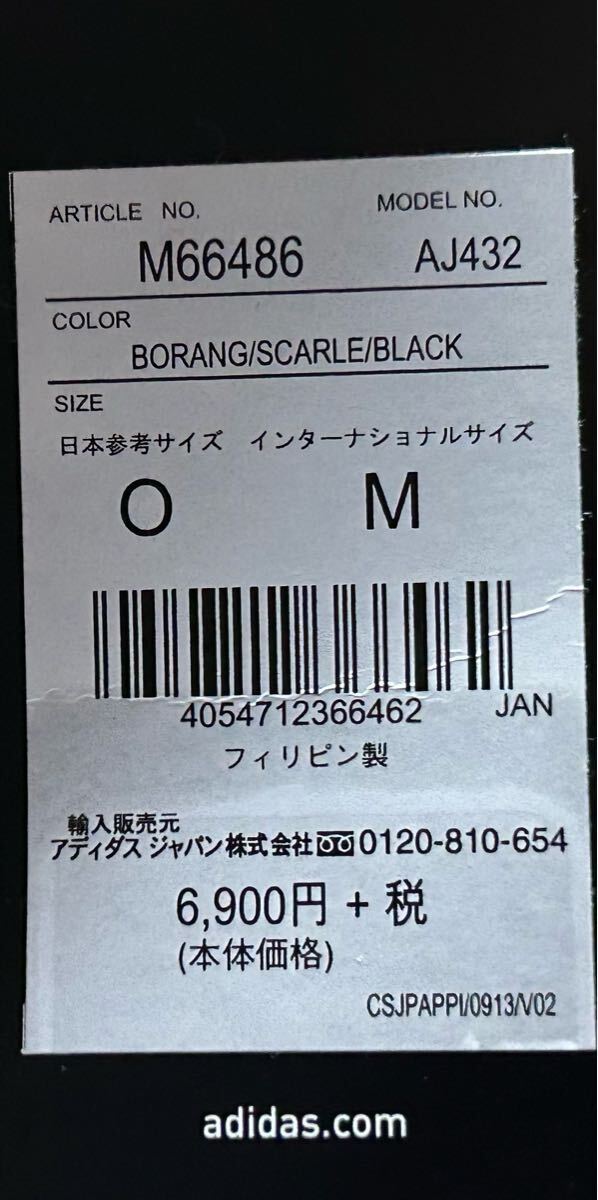 ARTICLE NO. MODEL NO.
M66486 AJ432
COLOR
BORANG/SCARLE/BLACK
SIZE
日本参考サイズ インターナショナルサイズ
O M
4054712366462 JAN
フィリピン製
輸入販売元
アディダス ジャパン株式会社 0120-810-654
6,900円 + 税
(本体価格)
CSJPAPPI/0913/V02
adidas.com